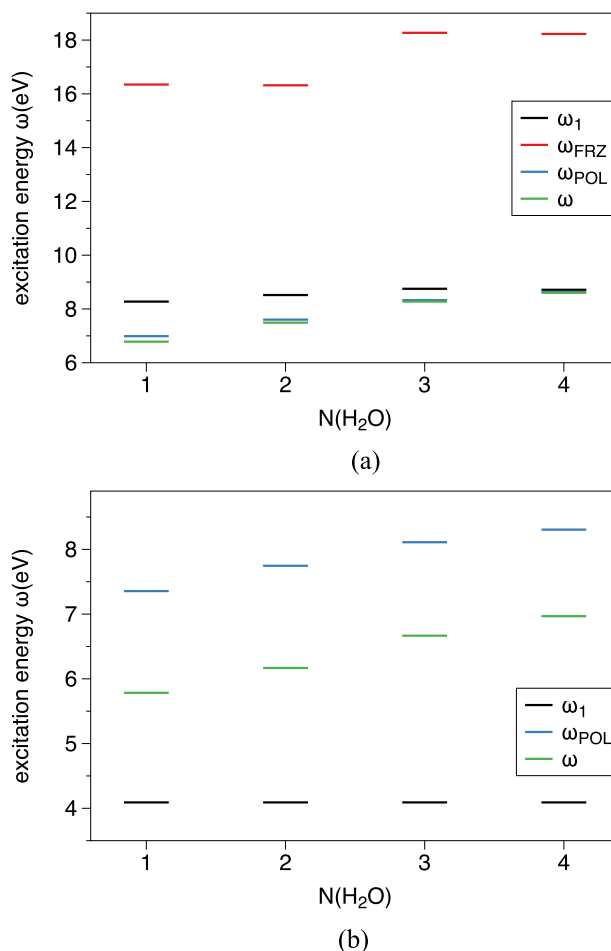 excitation energy ω(eV)
18
16
14
12
10
8
6
ω1
ωFRZ
ωPOL
ω
1 2 3 4
N(H2O)
(a)
excitation energy ω(eV)
8
7
6
5
4
ω1
ωPOL
ω
1 2 3 4
N(H2O)
(b)